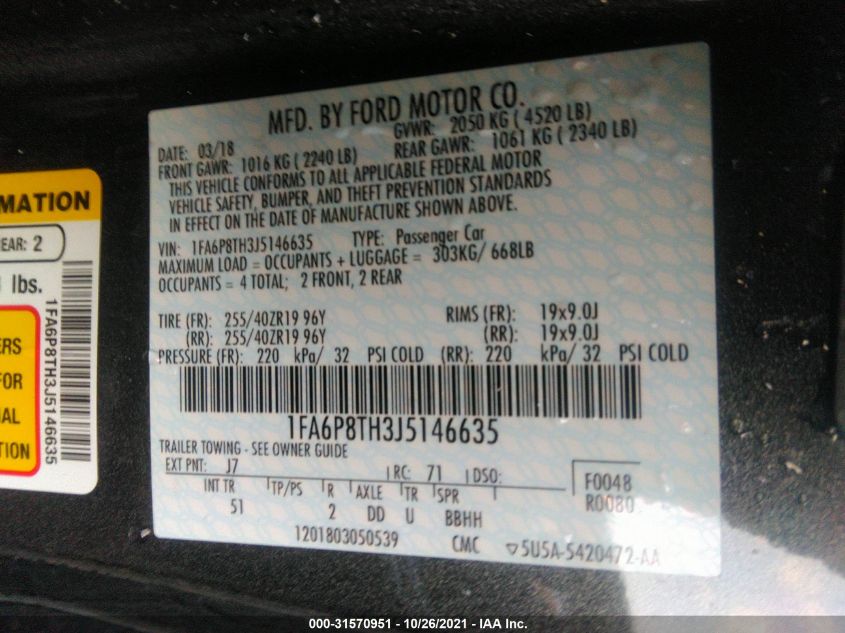 MFD. BY FORD MOTOR CO.
DATE: 03/18 GVWR: 2050 KG ( 4520 LB)
FRONT GAWR: 1016 KG ( 2240 LB) REAR GAWR: 1061 KG ( 2340 LB)
THIS VEHICLE CONFORMS TO ALL APPLICABLE FEDERAL MOTOR
VEHICLE SAFETY, BUMPER, AND THEFT PREVENTION STANDARDS
IN EFFECT ON THE DATE OF MANUFACTURE SHOWN ABOVE.
VIN: 1FA6P8TH3J5146635 TYPE: Passenger Car
MAXIMUM LOAD = OCCUPANTS + LUGGAGE = 303KG/ 668LB
OCCUPANTS = 4 TOTAL; 2 FRONT, 2 REAR
TIRE (FR): 255/40ZR19 96Y RIMS (FR): 19x9.0J
(RR): 255/40ZR19 96Y (RR): 19x9.0J
PRESSURE (FR): 220 kPa/ 32 PSI COLD (RR): 220 kPa/ 32 PSI COLD
1FA6P8TH3J5146635
TRAILER TOWING - SEE OWNER GUIDE
EXT PNT: J7 RC: 71 DSO: F0048
INT TR TP/PS R AXLE TR SPR R0080
51 2 DD U BBHH
1201803050539 CMC ▽5U5A-5420472-AA
MATION
EAR: 2
lbs.
ERS
FOR
IAL
TION
1FA6P8TH3J5146635
000-31570951 - 10/26/2021 - IAA Inc.